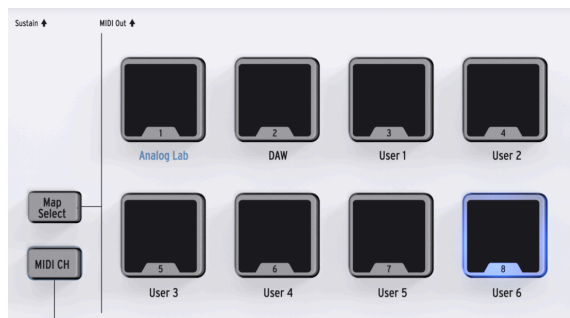 Sustain MIDI Out
1 2 3 4
Analog Lab DAW User 1 User 2
Map
Select
MIDI CH
5 6 7 8
User 3 User 4 User 5 User 6